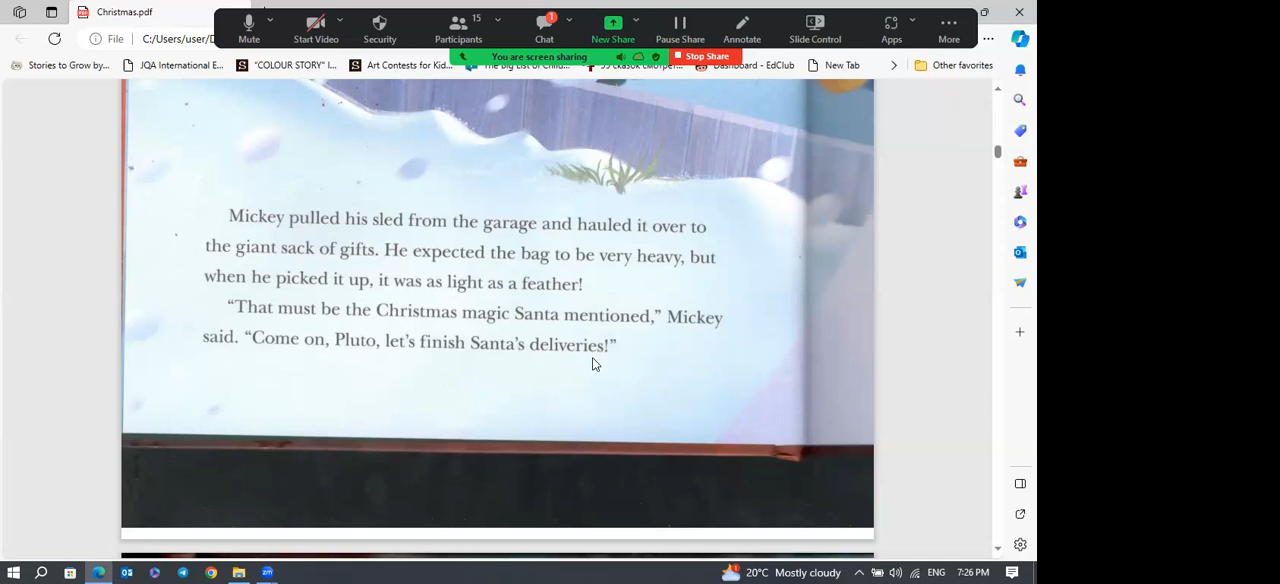 Christmas.pdf
15
1
Mute
Start Video
Security
Participants
Chat
New Share
Pause Share
Annotate
Slide Control
Apps
More
File
C:/Users/user/D
You are screen sharing
Stop Share
Stories to Grow by...
JQA International E...
"COLOUR STORY" I...
Art Contests for Kid...
Dashboard - EdClub
New Tab
Other favorites
Mickey pulled his sled from the garage and hauled it over to
the giant sack of gifts. He expected the bag to be very heavy, but
when he picked it up, it was as light as a feather!
“That must be the Christmas magic Santa mentioned,” Mickey
said. “Come on, Pluto, let’s finish Santa’s deliveries!”
20°C Mostly cloudy
ENG
7:26 PM